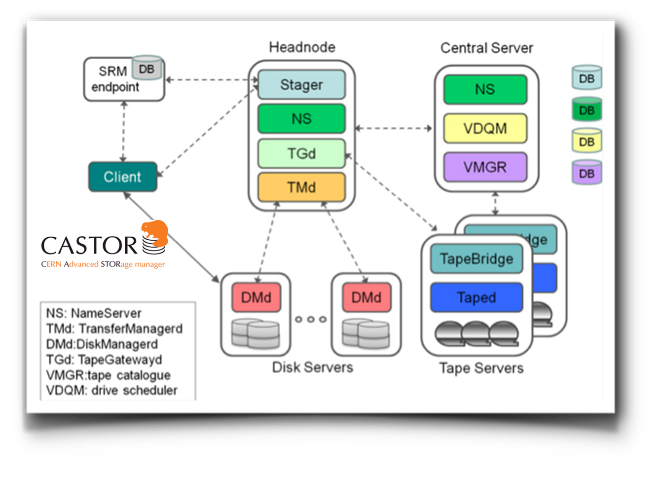 Headnode
Central Server
SRM
endpoint
DB
Stager
NS
TGd
TMd
NS
VDQM
VMGR
DB
DB
DB
DB
Client
CASTOR
CERN Advanced STORage manager
DMd
DMd
Disk Servers
TapeBridge
Taped
Tape Servers
NS: NameServer
TMd: TransferManagerd
DMd:DiskManagerd
TGd: TapeGatewayd
VMGR:tape catalogue
VDQM: drive scheduler